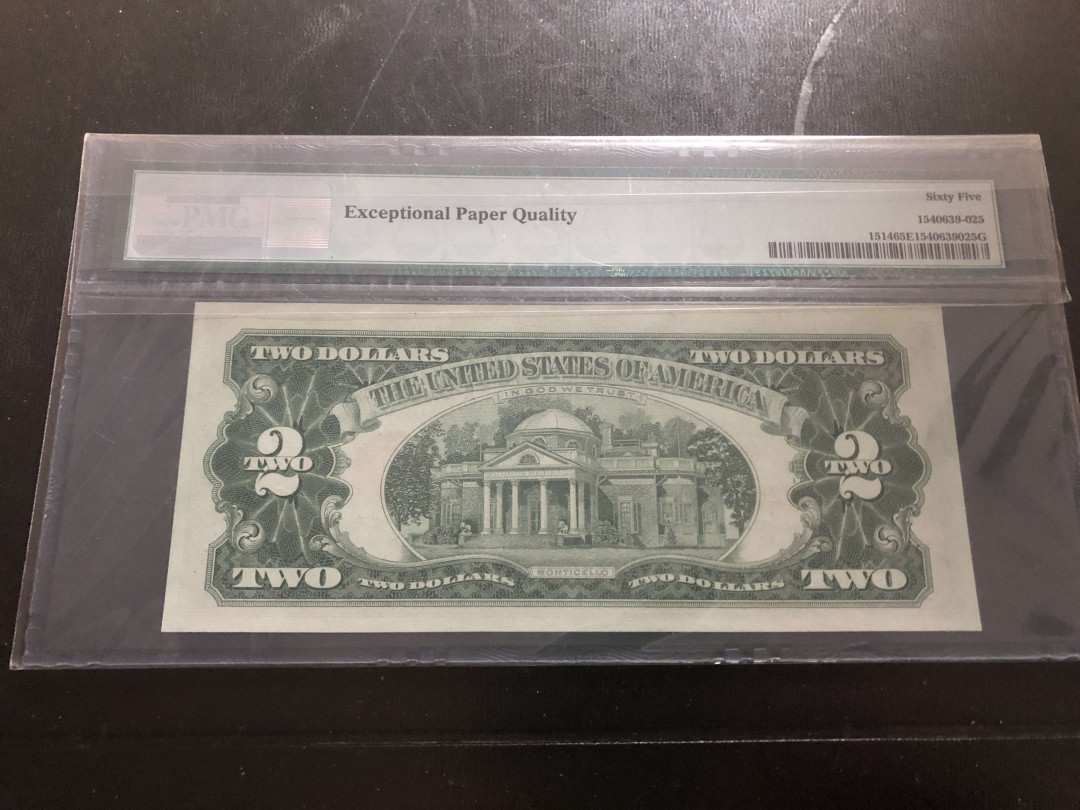 PMG
Exceptional Paper Quality
Sixty Five
1540639-025
151465E1540639025G
TWO DOLLARS
TWO DOLLARS
THE UNITED STATES OF AMERICA
IN GOD WE TRUST
2
TWO
2
TWO
MONTICELLO
TWO
TWO DOLLARS
TWO DOLLARS
TWO